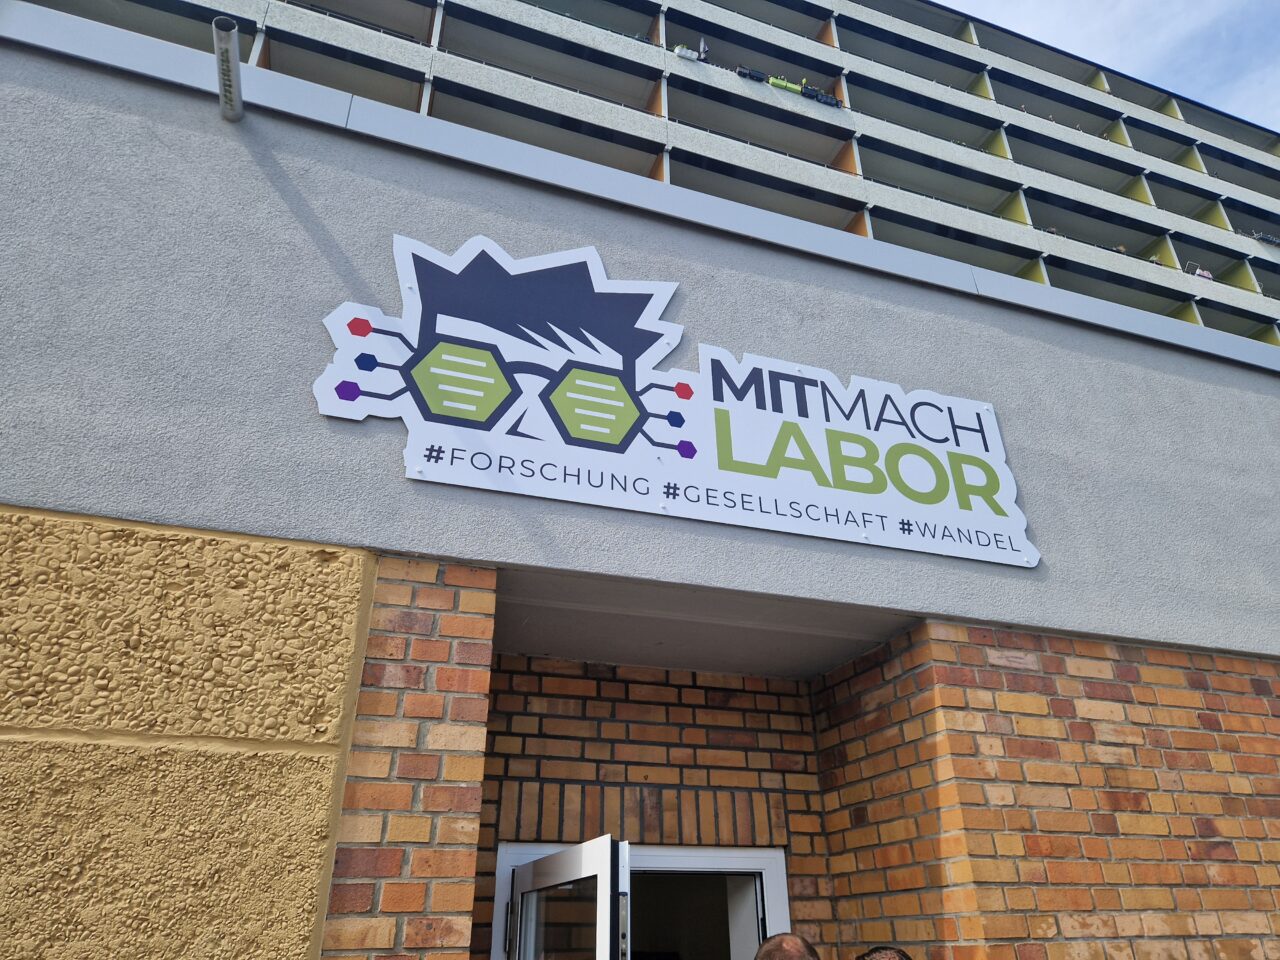 MITMACH
LABOR
#FORSCHUNG #GESELLSCHAFT #WANDEL